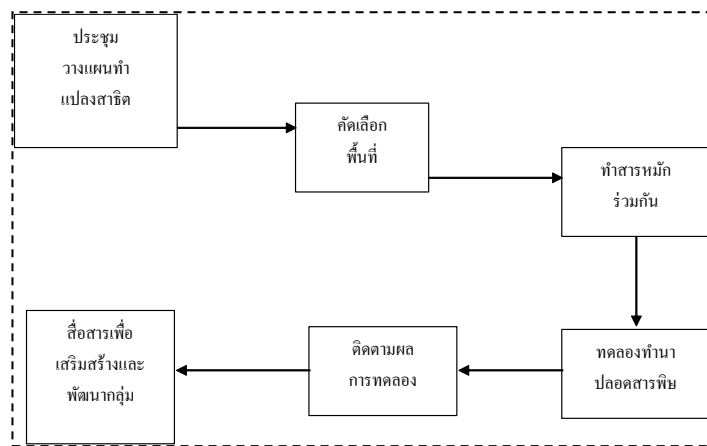 ประชุม
วางแผนทำ
แปลงสาธิต
คัดเลือก
พื้นที่
ทำสารหมัก
ร่วมกัน
ทดลองทำนา
ปลอดสารพิษ
ติดตามผล
การทดลอง
สื่อสารเพื่อ
เสริมสร้างและ
พัฒนากลุ่ม